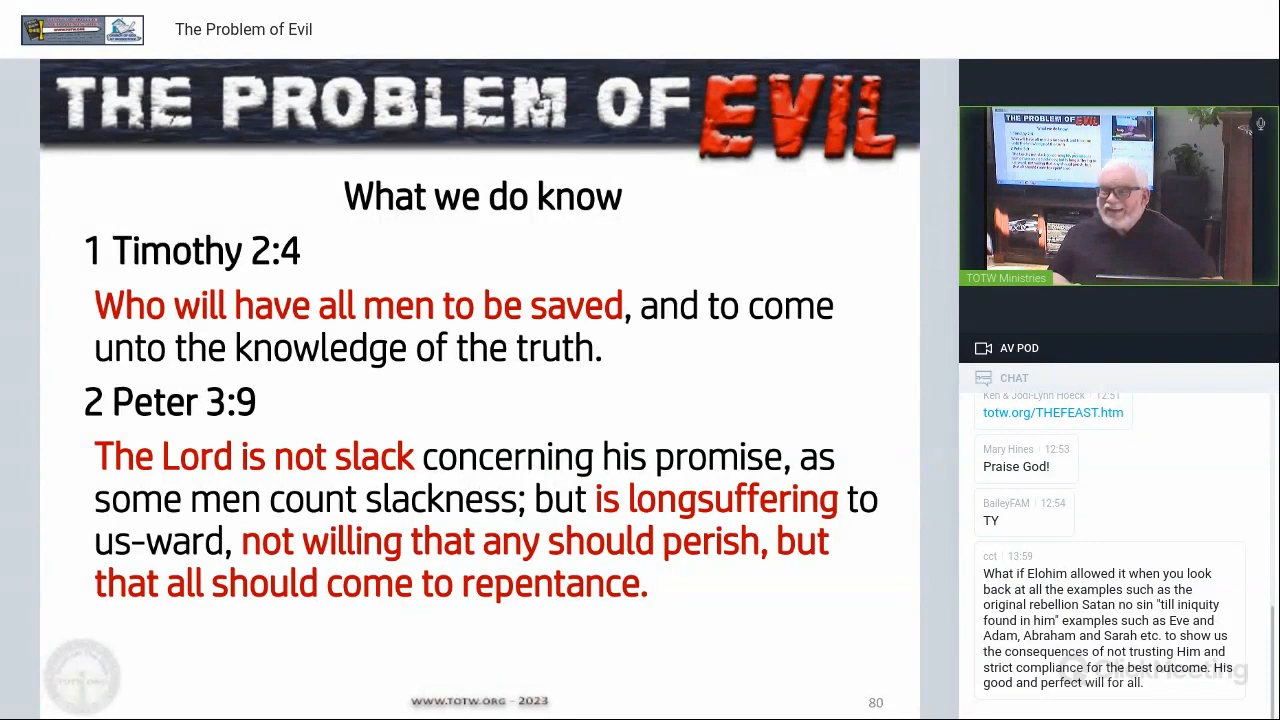 The Problem of Evil
THE PROBLEM OF EVIL
What we do know
1 Timothy 2:4
Who will have all men to be saved, and to come
unto the knowledge of the truth.
2 Peter 3:9
The Lord is not slack concerning his promise, as
some men count slackness; but is longsuffering to
us-ward, not willing that any should perish, but
that all should come to repentance.
WWW.TOTW.ORG - 2023
80
TOTW Ministries
AV POD
CHAT
Ken & Jodi-Lynn Hoeck 12:51
totw.org/THEFEAST.htm
Mary Hines 12:53
Praise God!
BaileyFAM 12:54
TY
cct 13:59
What if Elohim allowed it when you look
back at all the examples such as the
original rebellion Satan no sin "till iniquity
found in him" examples such as Eve and
Adam, Abraham and Sarah etc. to show us
the consequences of not trusting Him and
strict compliance for the best outcome. His
good and perfect will for all.
ClickMeeting